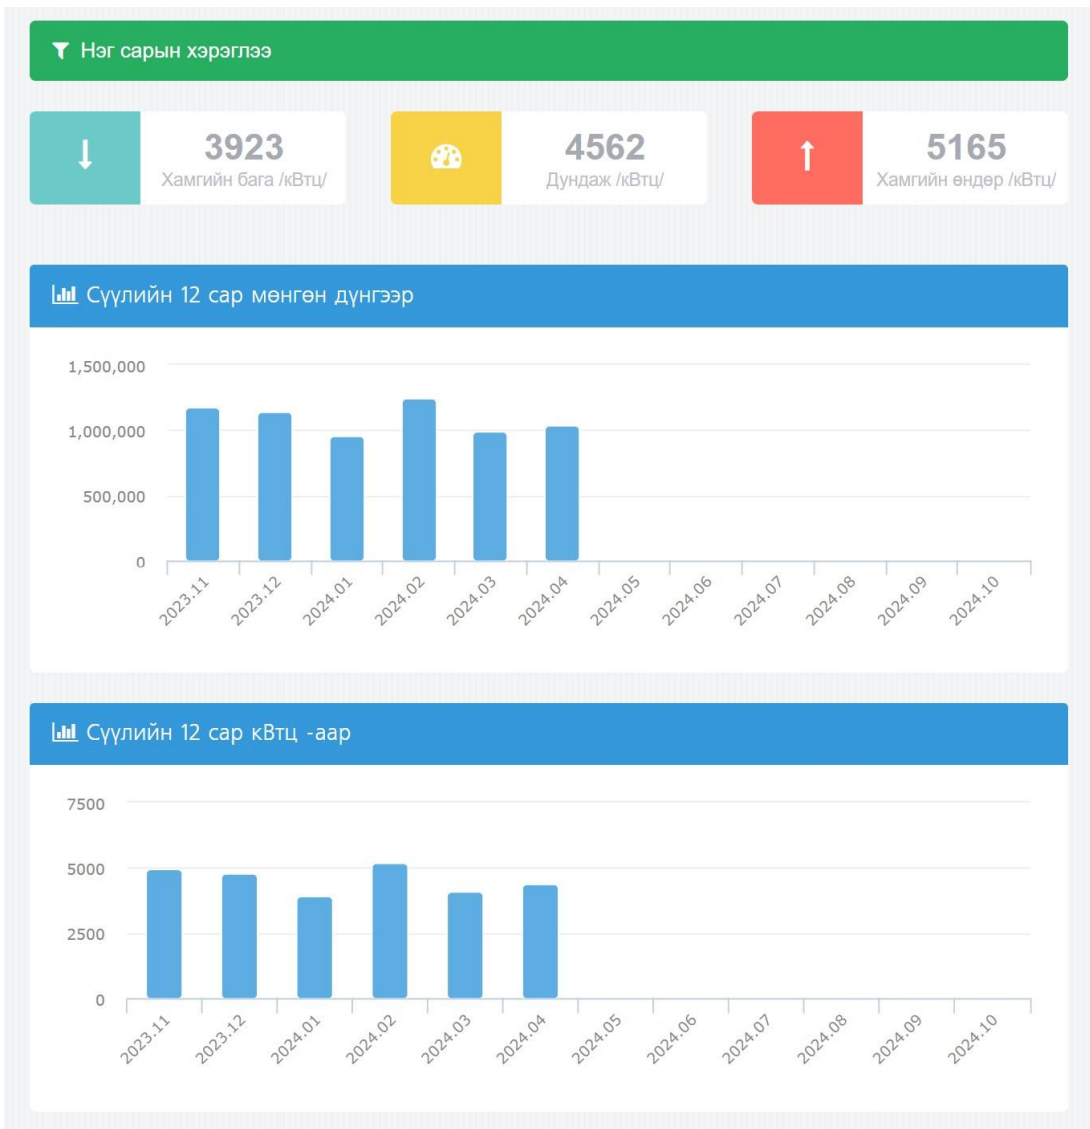 Нэг сарын хэрэглээ
3923
Хамгийн бага /кВтц/
4562
Дундаж /кВтц/
5165
Хамгийн өндөр /кВтц/
Сүүлийн 12 сар мөнгөн дүнгээр
1,500,000
1,000,000
500,000
0
2023.11 2023.12 2024.01 2024.02 2024.03 2024.04 2024.05 2024.06 2024.07 2024.08 2024.09 2024.10
Сүүлийн 12 сар кВтц -аар
7500
5000
2500
0
2023.11 2023.12 2024.01 2024.02 2024.03 2024.04 2024.05 2024.06 2024.07 2024.08 2024.09 2024.10